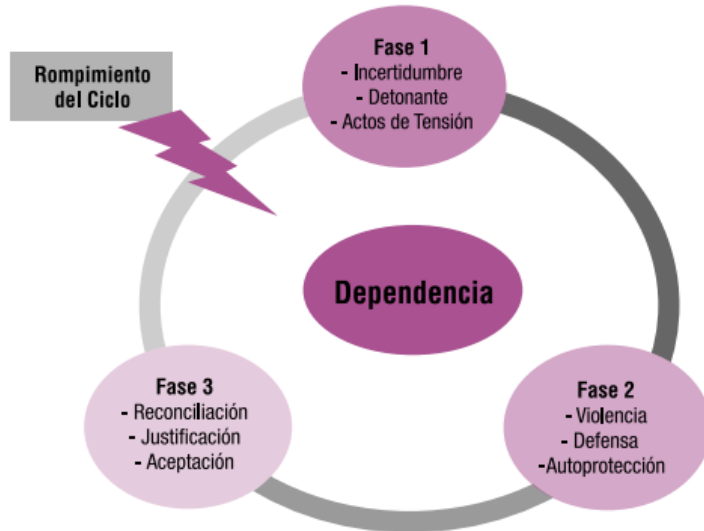 Rompimiento
del Ciclo
Fase 1
- Incertidumbre
- Detonante
- Actos de Tensión
Dependencia
Fase 3
- Reconciliación
- Justificación
- Aceptación
Fase 2
- Violencia
- Defensa
-Autoprotección